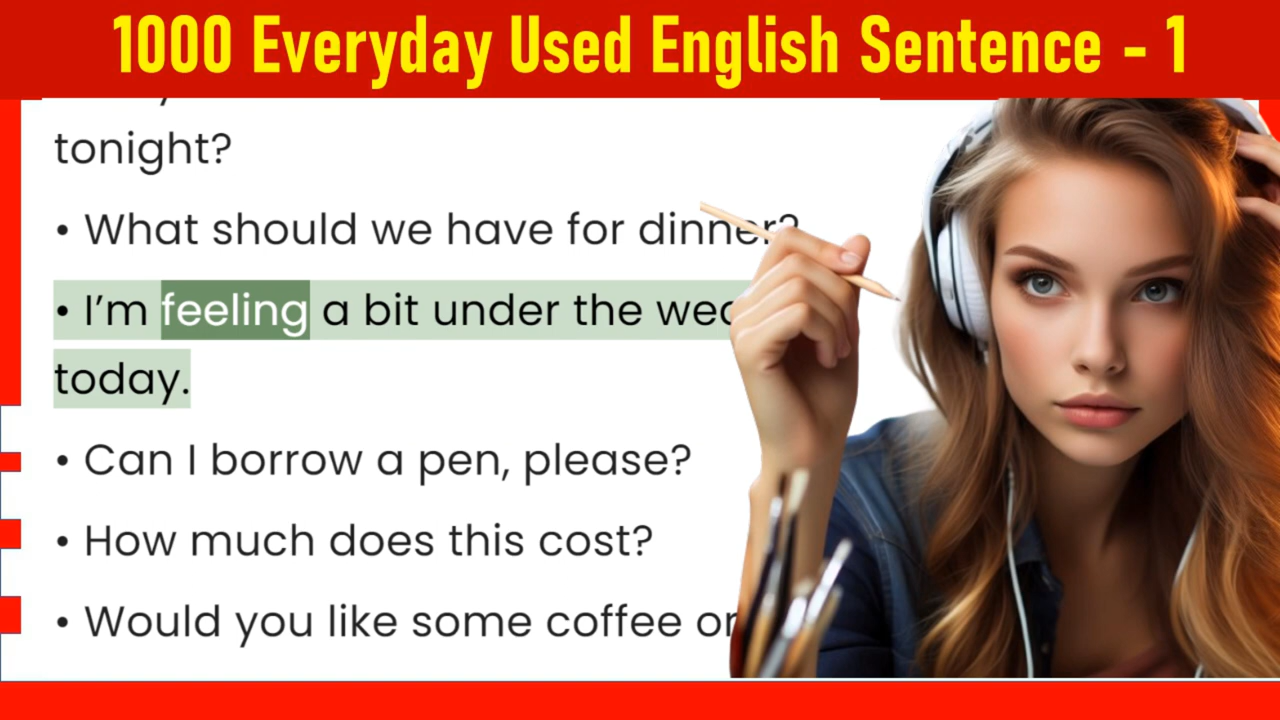 1000 Everyday Used English Sentence - 1
tonight?
• What should we have for dinner?
• I’m feeling a bit under the
today.
• Can I borrow a pen, please?
• How much does this cost?
• Would you like some coffee or